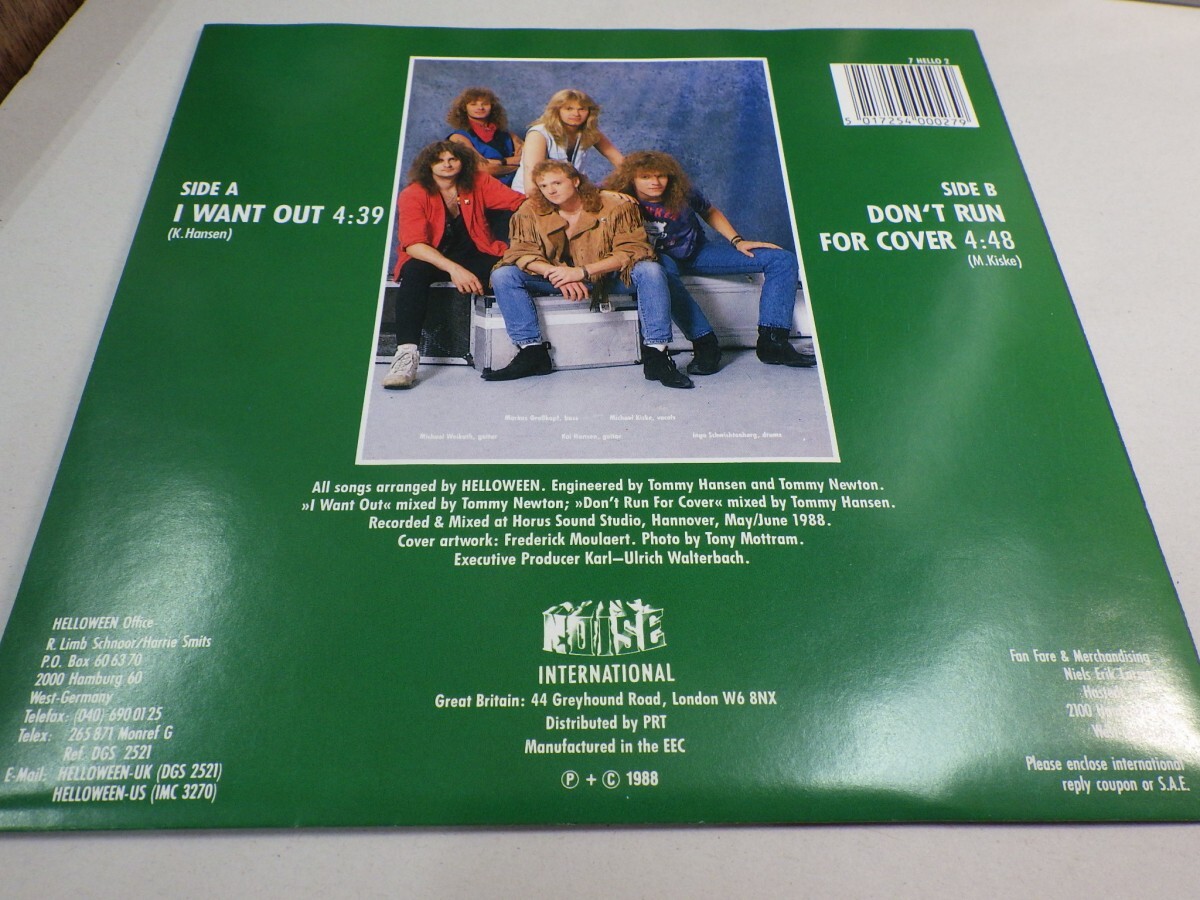 7 HELLO 2
5 017254 000279
SIDE A
I WANT OUT 4:39
(K.Hansen)
SIDE B
DON'T RUN
FOR COVER 4:48
(M.Kiske)
Markus Großkopf, bass Michael Kiske, vocals
Michael Weikath, guitar Kai Hansen, guitar Ingo Schwichtenberg, drums
All songs arranged by HELLOWEEN. Engineered by Tommy Hansen and Tommy Newton.
»I Want Out« mixed by Tommy Newton; »Don't Run For Cover« mixed by Tommy Hansen.
Recorded & Mixed at Horus Sound Studio, Hannover, May/June 1988.
Cover artwork: Frederick Moulaert. Photo by Tony Mottram.
Executive Producer Karl—Ulrich Walterbach.
NOISE
INTERNATIONAL
Great Britain: 44 Greyhound Road, London W6 8NX
Distributed by PRT
Manufactured in the EEC
Ⓟ + © 1988
HELLOWEEN Office
R. Limb Schnoor/Harrie Smits
P.O. Box 60 63 70
2000 Hamburg 60
West-Germany
Telefax: (040) 690 01 25
Telex: 265 871 Monref G
Ref. DGS 2521
E-Mail: HELLOWEEN-UK (DGS 2521)
HELLOWEEN-US (IMC 3270)
Fan Fare & Merchandising
Niels Erik
2100
Please enclose international
reply coupon or S.A.E.